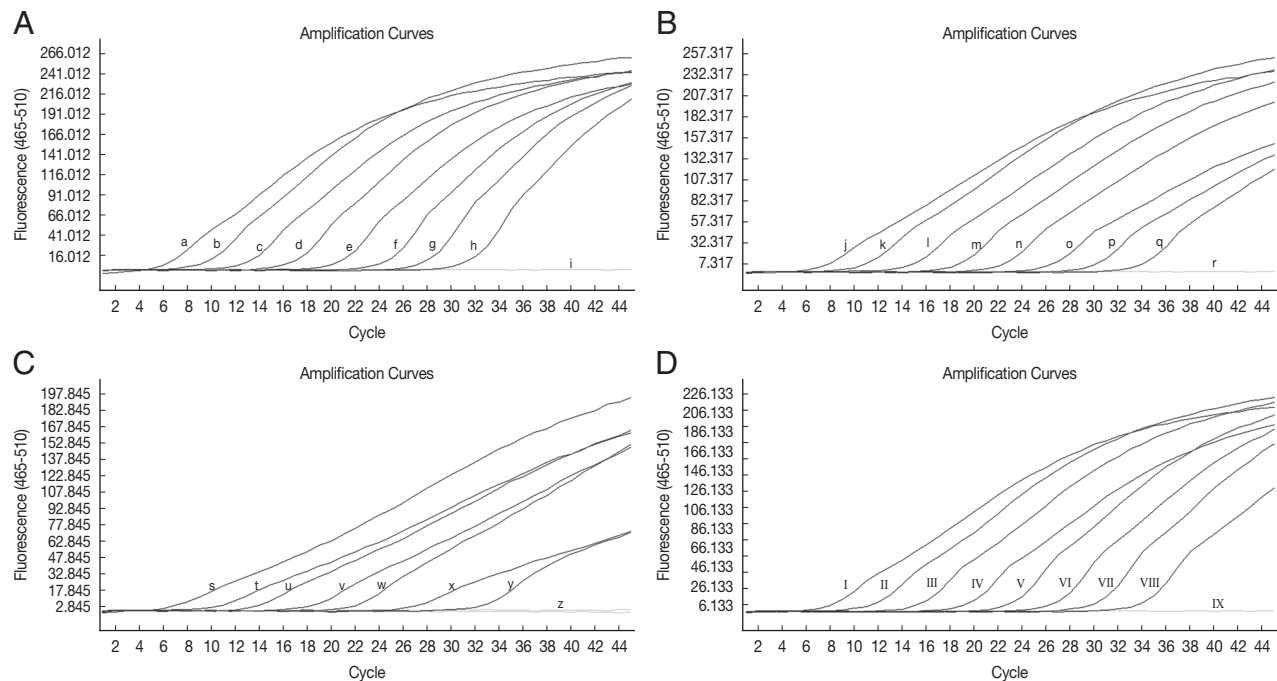 A
Amplification Curves
Fluorescence (465-510)
266.012
241.012
216.012
191.012
166.012
141.012
116.012
91.012
66.012
41.012
16.012
a b c d e f g h i
2 4 6 8 10 12 14 16 18 20 22 24 26 28 30 32 34 36 38 40 42 44
Cycle
B
Amplification Curves
Fluorescence (465-510)
257.317
232.317
207.317
182.317
157.317
132.317
107.317
82.317
57.317
32.317
7.317
j k l m n o p q r
2 4 6 8 10 12 14 16 18 20 22 24 26 28 30 32 34 36 38 40 42 44
Cycle
C
Amplification Curves
Fluorescence (465-510)
197.845
182.845
167.845
152.845
137.845
122.845
107.845
92.845
77.845
62.845
47.845
32.845
17.845
2.845
s t u v w x y z
2 4 6 8 10 12 14 16 18 20 22 24 26 28 30 32 34 36 38 40 42 44
Cycle
D
Amplification Curves
Fluorescence (465-510)
226.133
206.133
186.133
166.133
146.133
126.133
106.133
66.133
46.133
26.133
6.133
I II III IV V VI VII VIII IX
2 4 6 8 10 12 14 16 18 20 22 24 26 28 30 32 34 36 38 40 42 44
Cycle